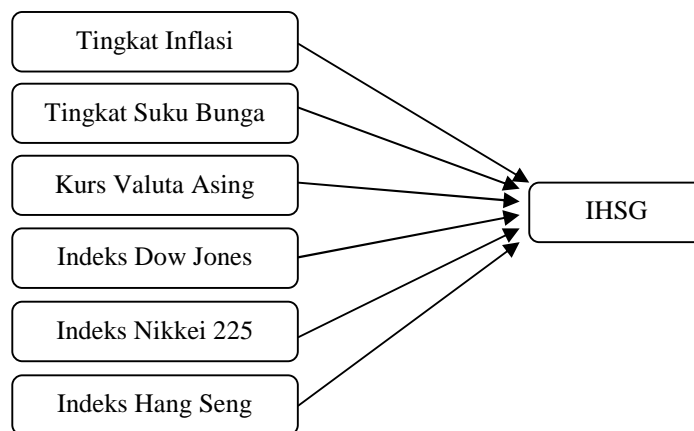 Tingkat Inflasi
Tingkat Suku Bunga
Kurs Valuta Asing
IHSG
Indeks Dow Jones
Indeks Nikkei 225
Indeks Hang Seng